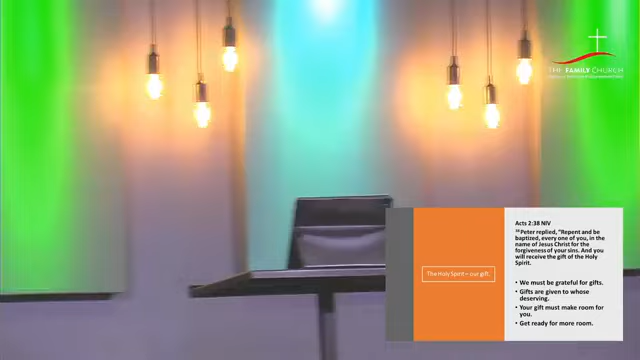 THE FAMILY CHURCH
Acts 2:38 NIV
38 Peter replied, "Repent and be
baptized, every one of you, in the
name of Jesus Christ for the
forgiveness of your sins. And you
will receive the gift of the Holy
Spirit.
The Holy Spirit – our gift.
• We must be grateful for gifts.
• Gifts are given to whose
deserving.
• Your gift must make room for
you.
• Get ready for more room.